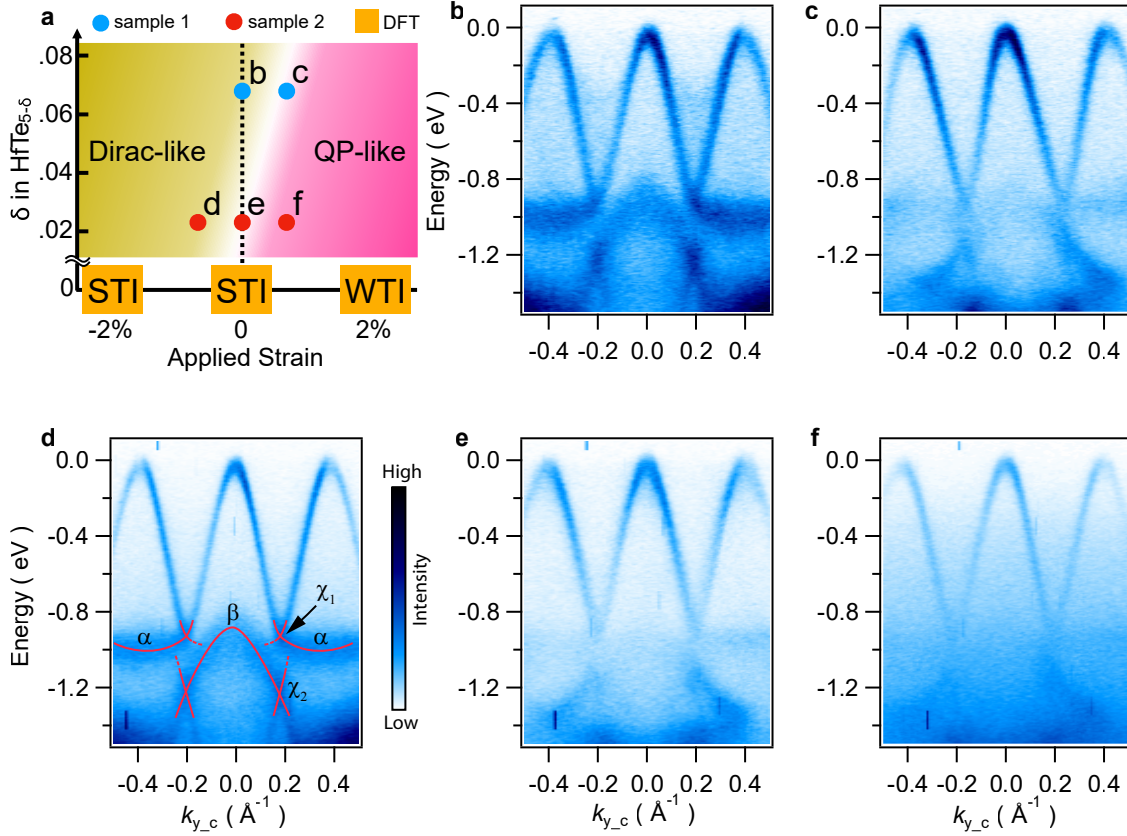 a
sample 1
sample 2
DFT
.08
.06
.04
.02
0
δ in HfTe5-δ
Dirac-like
QP-like
b
c
d
e
f
STI
STI
WTI
-2%
0
2%
Applied Strain
b
0.0
-0.4
-0.8
-1.2
Energy ( eV )
-0.4
-0.2
0.0
0.2
0.4
c
0.0
-0.4
-0.8
-1.2
-0.4
-0.2
0.0
0.2
0.4
d
0.0
-0.4
-0.8
-1.2
Energy ( eV )
α
β
α
χ1
χ2
-0.4
-0.2
0.0
0.2
0.4
ky_c ( Å-1 )
High
Intensity
Low
e
0.0
-0.4
-0.8
-1.2
-0.4
-0.2
0.0
0.2
0.4
ky_c ( Å-1 )
f
0.0
-0.4
-0.8
-1.2
-0.4
-0.2
0.0
0.2
0.4
ky_c ( Å-1 )